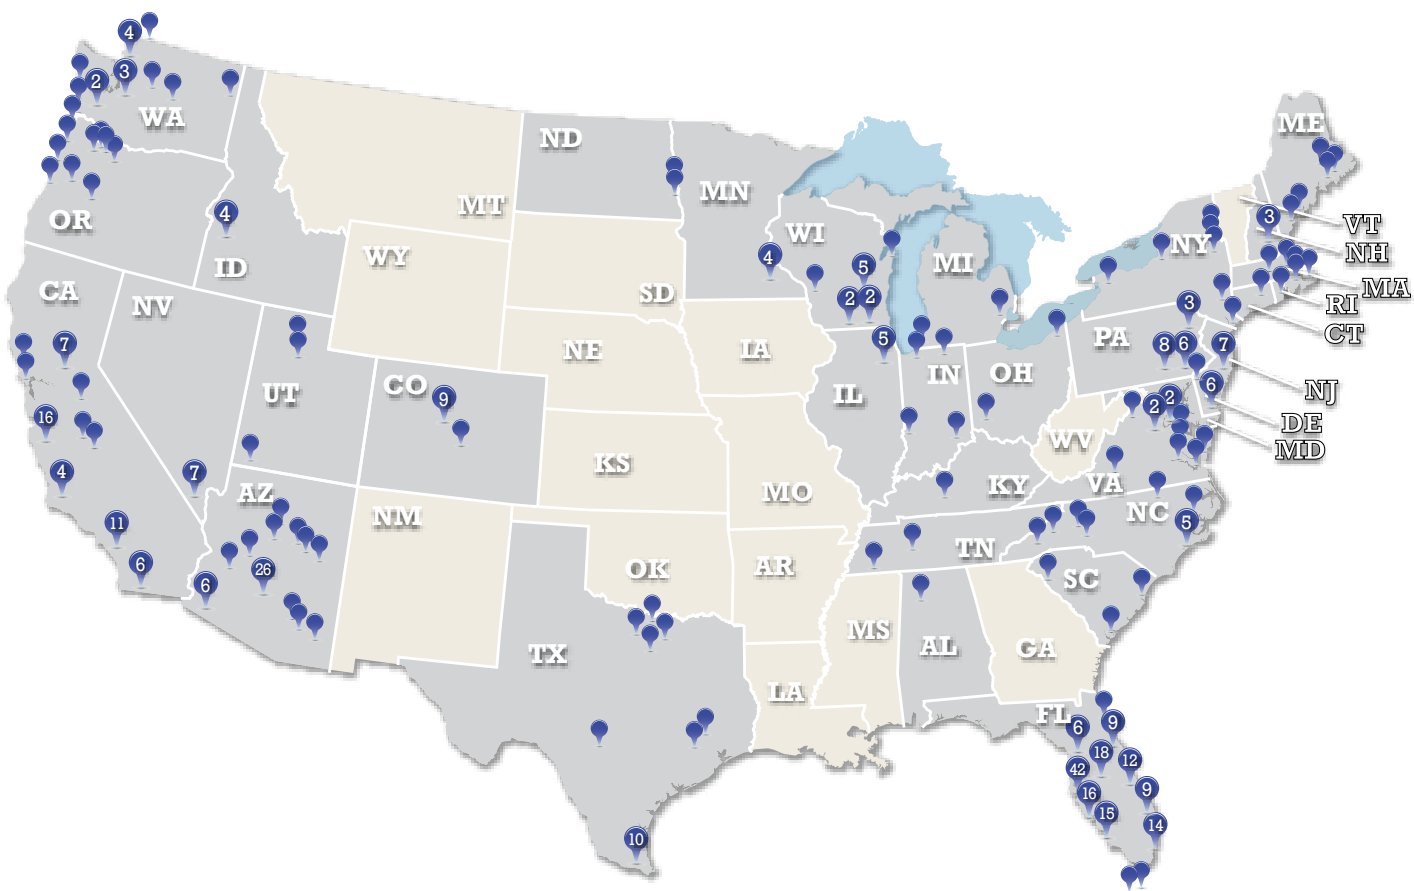 4
3
2
WA
ME
ND
MN
MT
OR
4
3
VT
WI
NY
NH
WY
4
5
MI
ID
MA
CA
SD
2
2
3
RI
NV
CT
7
NE
IA
5
PA
8
6
7
UT
CO
IN
OH
6
NJ
9
IL
2
2
16
DE
WV
MD
4
7
KS
KY
VA
AZ
MO
NC
11
NM
5
TN
6
26
OK
AR
SC
6
MS
AL
GA
TX
LA
FL
6
9
18
12
42
16
9
15
14
10